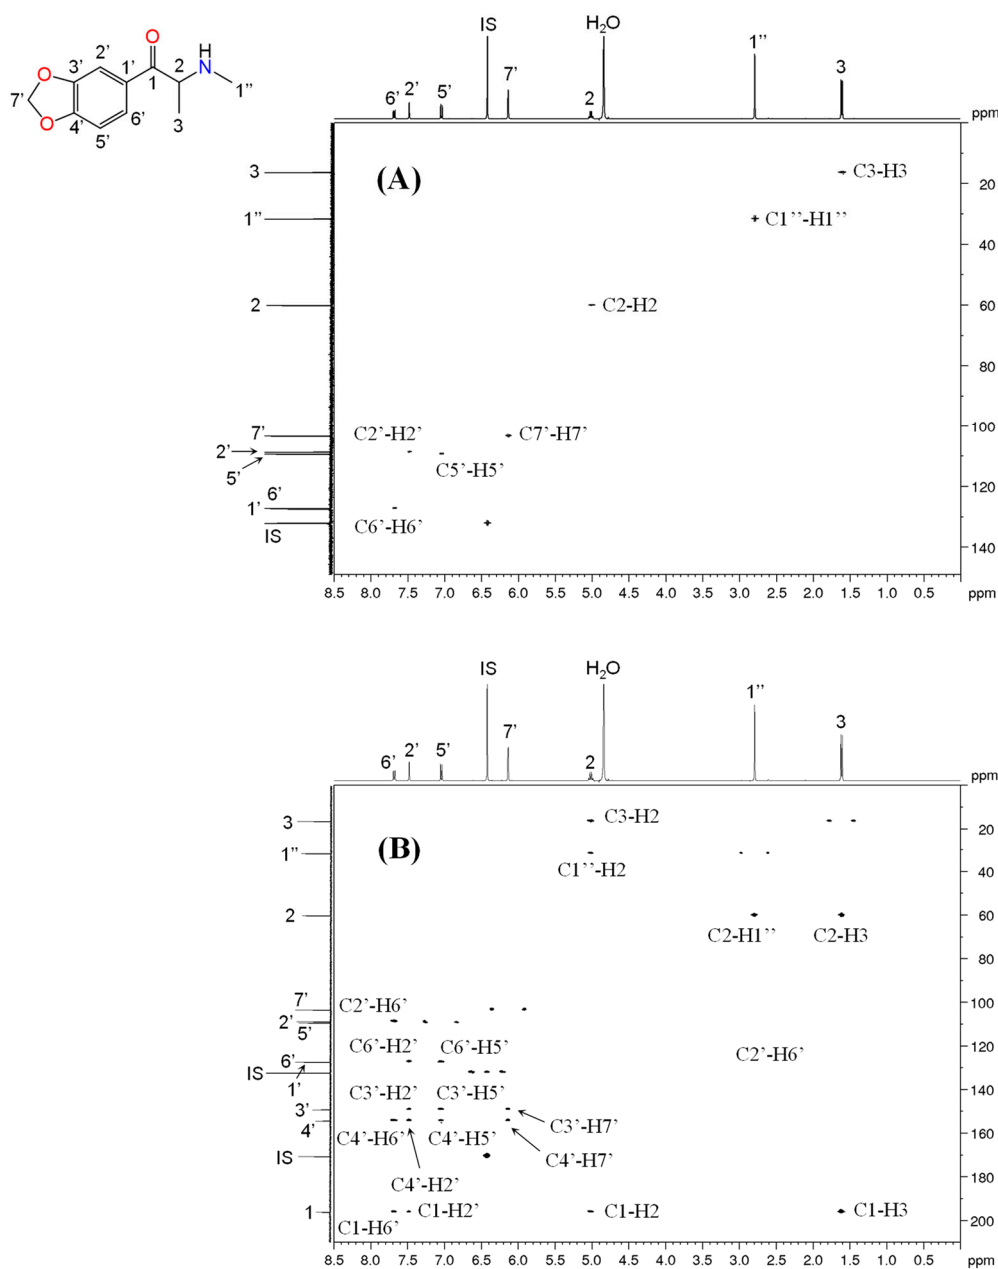 IS
H₂O
1’’
3
7’
6’
2’
5’
2
ppm
O
H
N
1’’
2’
1’
2
1
3
3’
4’
5’
6’
7’
O
O
(A)
3
C3-H3
20
1’’
C1’’-H1’’
40
2
C2-H2
60
80
100
7’
C2’-H2’
C7’-H7’
2’
5’
C5’-H5’
120
6’
1’
C6’-H6’
IS
140
8.5 8.0 7.5 7.0 6.5 6.0 5.5 5.0 4.5 4.0 3.5 3.0 2.5 2.0 1.5 1.0 0.5 ppm
IS
H₂O
1’’
3
7’
6’
2’
5’
2
ppm
3
C3-H2
20
1’’
(B)
C1’’-H2
40
2
60
C2-H1’’
C2-H3
80
7’
C2’-H6’
100
2’
5’
C6’-H2’
C6’-H5’
C2’-H6’
120
6’
IS
1’
C3’-H2’
C3’-H5’
140
3’
C3’-H7’
4’
C4’-H6’
C4’-H5’
160
IS
C4’-H7’
C4’-H2’
180
1
C1-H2’
C1-H2
C1-H3
200
C1-H6’
8.5 8.0 7.5 7.0 6.5 6.0 5.5 5.0 4.5 4.0 3.5 3.0 2.5 2.0 1.5 1.0 0.5 ppm